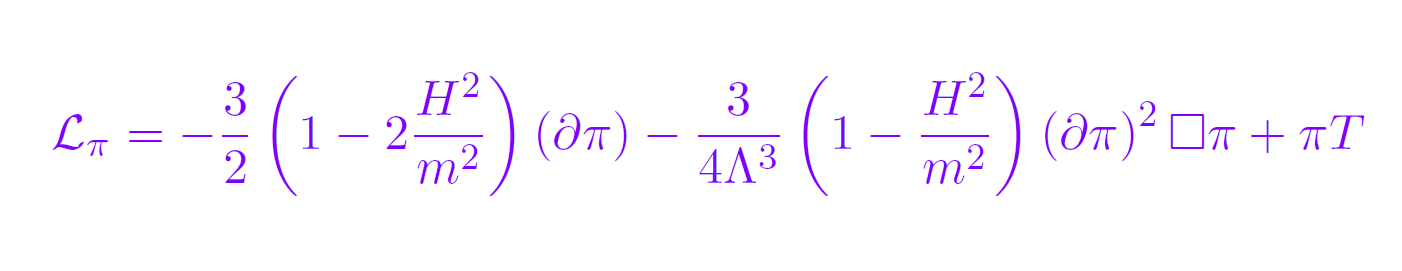 \mathcal{L}_{\pi} = -\frac{3}{2} \left( 1 - 2\frac{H^2}{m^2} \right) (\partial\pi) - \frac{3}{4\Lambda^3} \left( 1 - \frac{H^2}{m^2} \right) (\partial\pi)^2 \Box\pi + \pi T